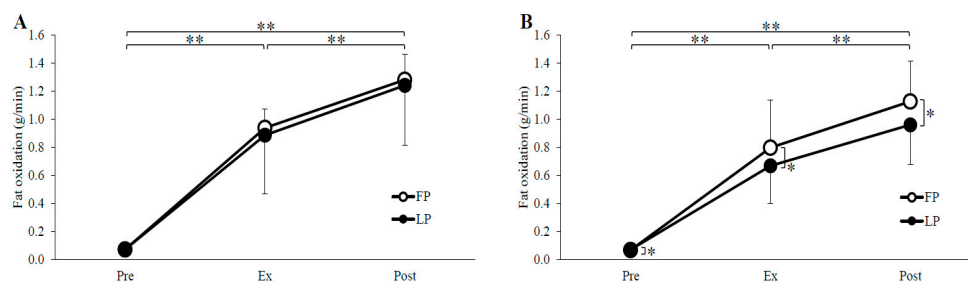 A
**
**
**
1.6
1.4
1.2
1.0
0.8
0.6
0.4
0.2
0.0
Fat oxidation (g/min)
FP
LP
Pre
Ex
Post
B
**
**
**
1.6
1.4
1.2
1.0
0.8
0.6
0.4
0.2
0.0
Fat oxidation (g/min)
*
*
*
FP
LP
Pre
Ex
Post